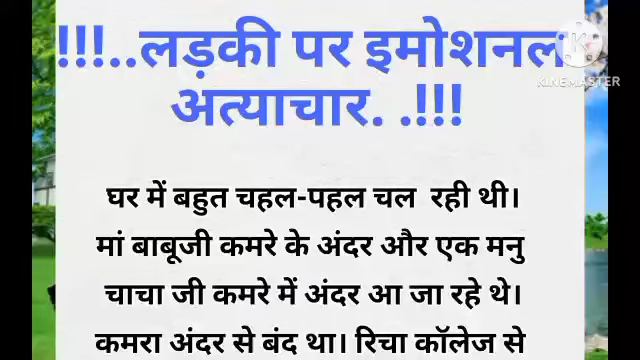 !!!..लड़की पर इमोशनल
अत्याचार. .!!!
KINEMASTER
घर में बहुत चहल-पहल चल रही थी।
मां बाबूजी कमरे के अंदर और एक मनु
चाचा जी कमरे में अंदर आ जा रहे थे।
कमरा अंदर से बंद था। रिचा कॉलेज से